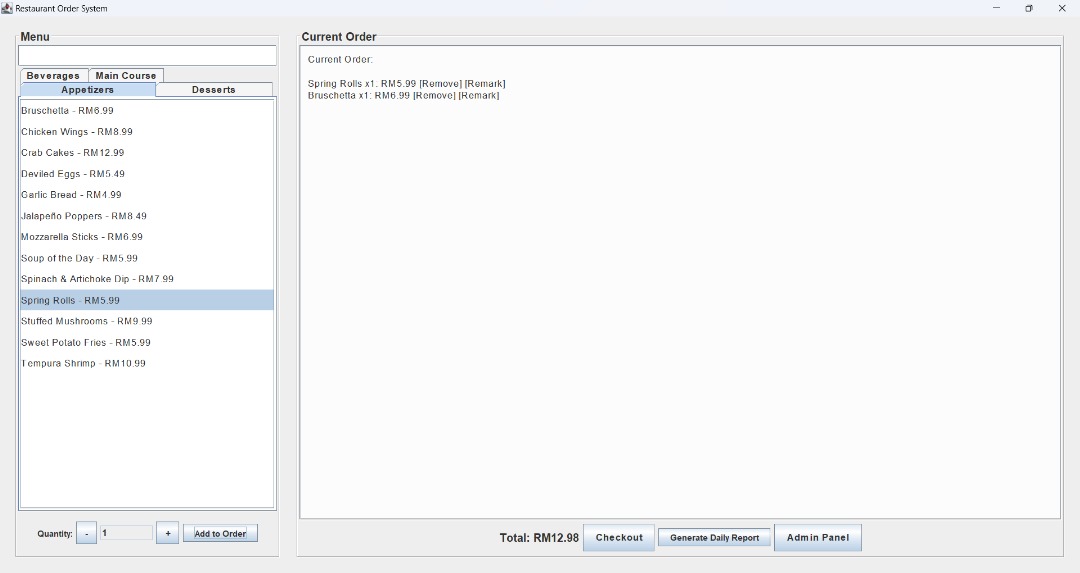 Restaurant Order System
Menu
Beverages
Main Course
Appetizers
Desserts
Bruschetta - RM6.99
Chicken Wings - RM8.99
Crab Cakes - RM12.99
Deviled Eggs - RM5.49
Garlic Bread - RM4.99
Jalapeño Poppers - RM8.49
Mozzarella Sticks - RM6.99
Soup of the Day - RM5.99
Spinach & Artichoke Dip - RM7.99
Spring Rolls - RM5.99
Stuffed Mushrooms - RM9.99
Sweet Potato Fries - RM5.99
Tempura Shrimp - RM10.99
Quantity: - 1 + Add to Order
Current Order
Current Order:
Spring Rolls x1: RM5.99 [Remove] [Remark]
Bruschetta x1: RM6.99 [Remove] [Remark]
Total: RM12.98 Checkout Generate Daily Report Admin Panel